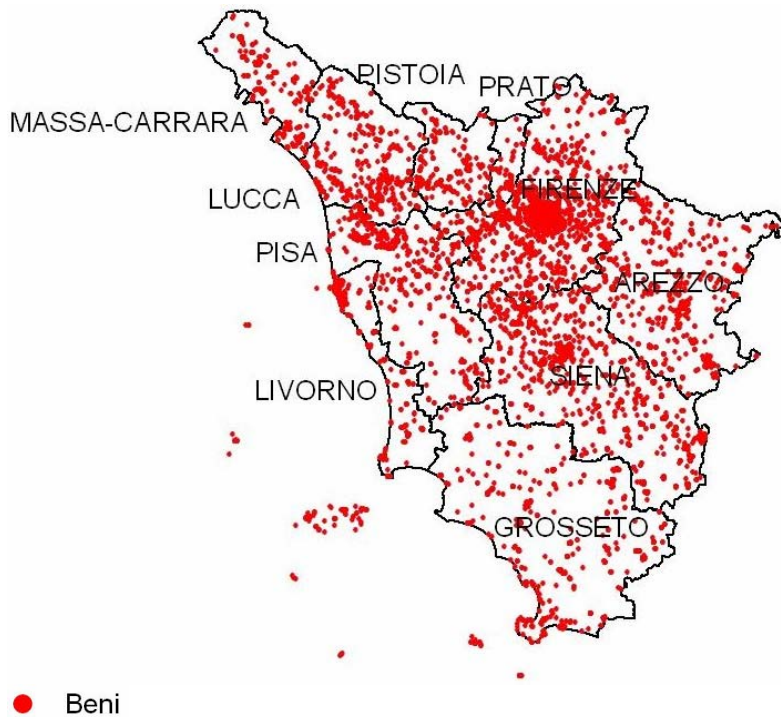 PISTOIA
PRATO
MASSA-CARRARA
FIRENZE
LUCCA
PISA
AREZZO
SIENA
LIVORNO
GROSSETO
Beni